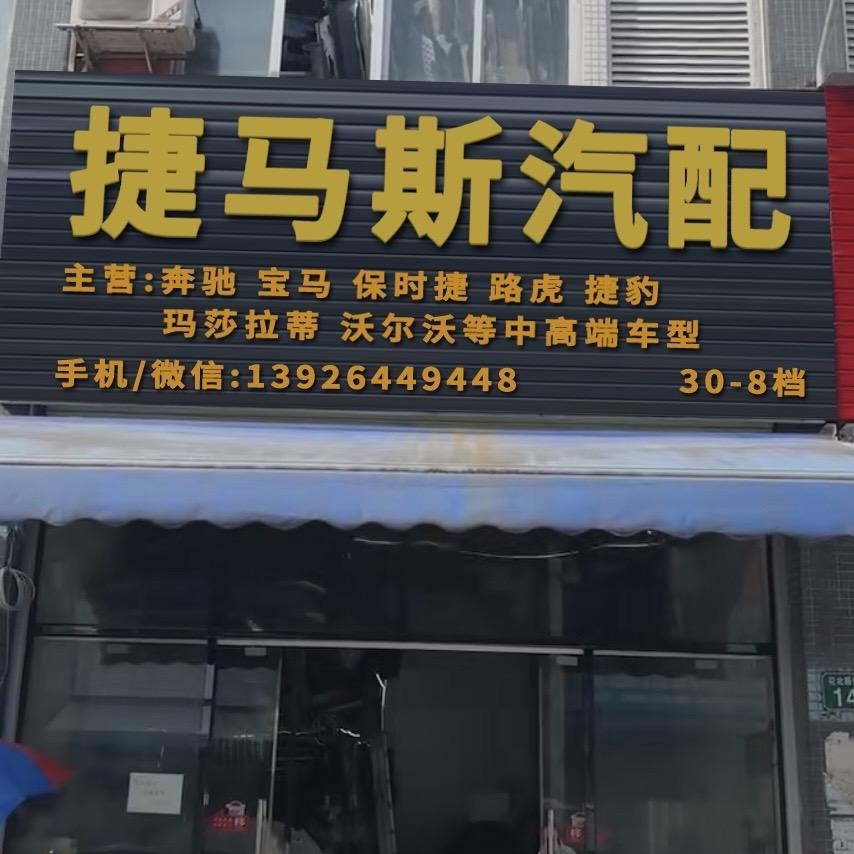 捷马斯汽配
主营:奔驰 宝马 保时捷 路虎 捷豹
玛莎拉蒂 沃尔沃等中高端车型
手机/微信:13926449448 30-8档
14